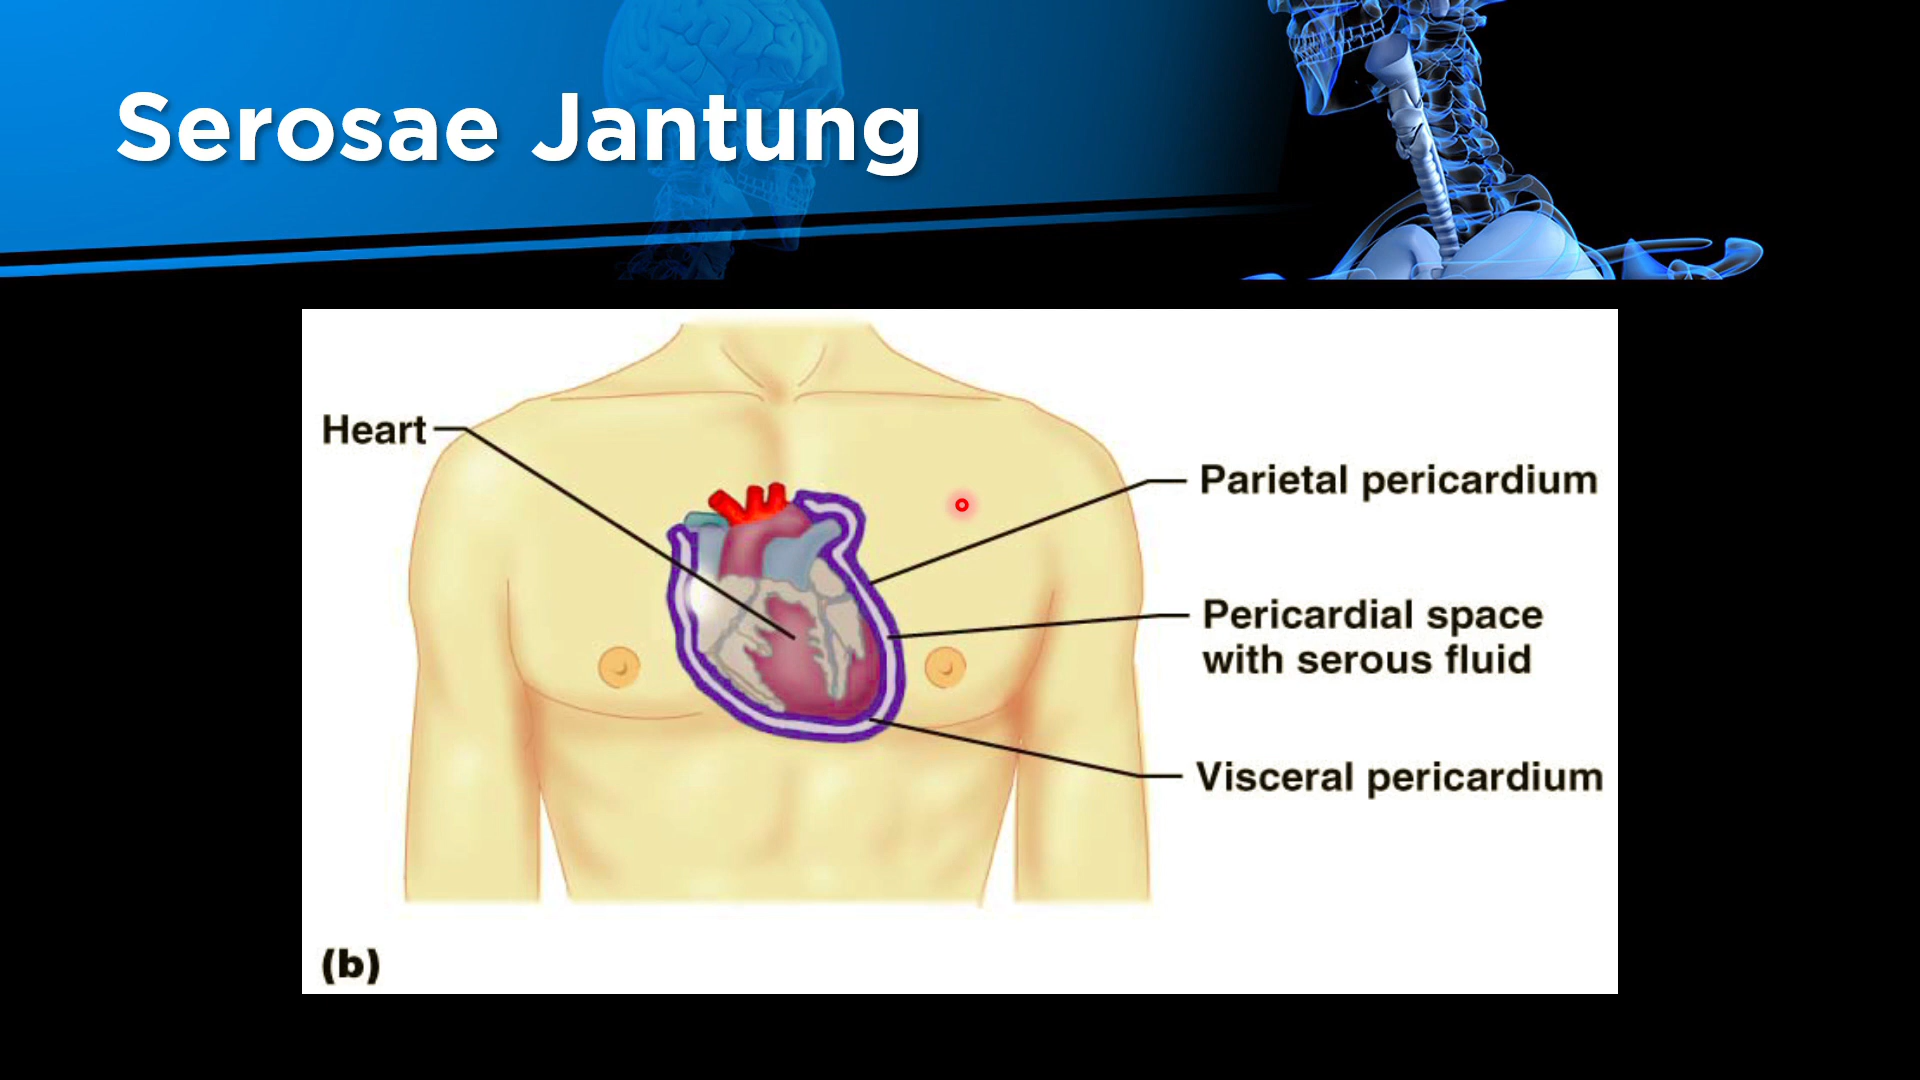 Serosae Jantung
Heart
Parietal pericardium
Pericardial space
with serous fluid
Visceral pericardium
(b)